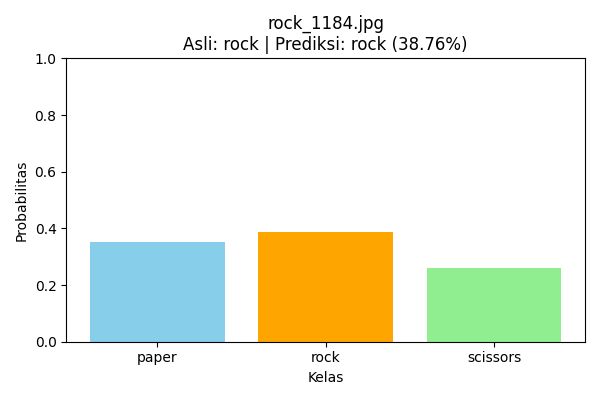 rock_1184.jpg
Asli: rock | Prediksi: rock (38.76%)
1.0
0.8
0.6
0.4
0.2
0.0
Probabilitas
paper rock scissors
Kelas